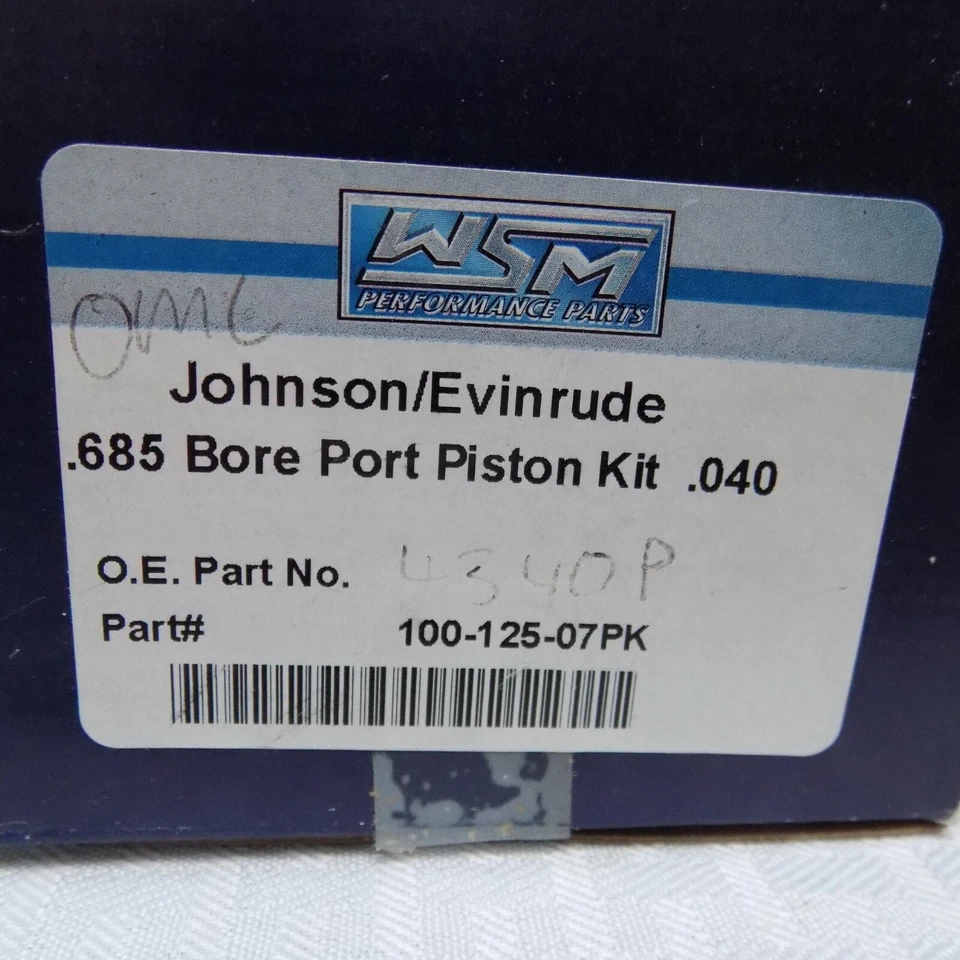 WSM
PERFORMANCE PARTS
OMC
Johnson/Evinrude
.685 Bore Port Piston Kit .040
O.E. Part No. 4340P
Part# 100-125-07PK